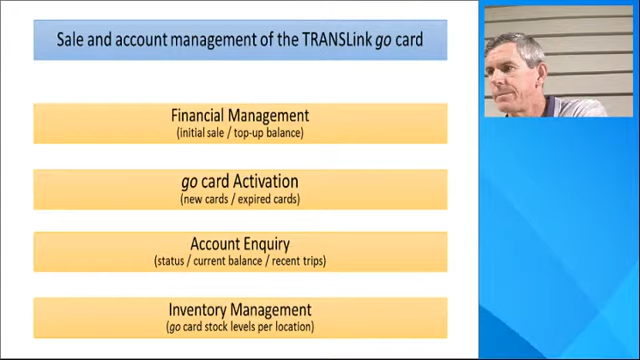 Sale and account management of the TRANSLink go card
Financial Management
(initial sale / top-up balance)
go card Activation
(new cards / expired cards)
Account Enquiry
(status / current balance / recent trips)
Inventory Management
(go card stock levels per location)